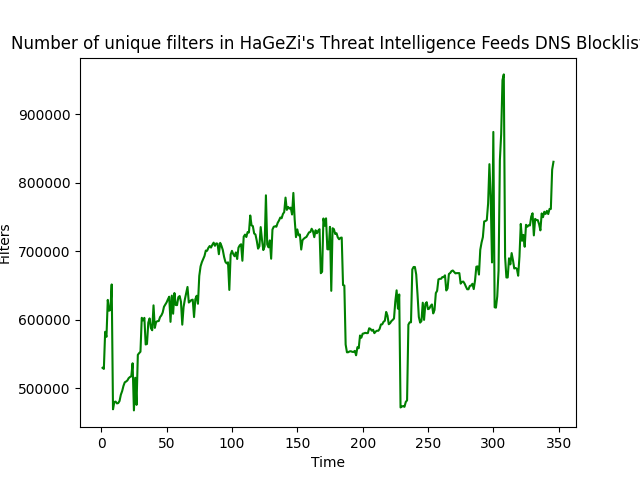 Number of unique filters in HaGeZi's Threat Intelligence Feeds DNS Blocklist
900000
800000
700000
600000
500000
Filters
0 50 100 150 200 250 300 350
Time